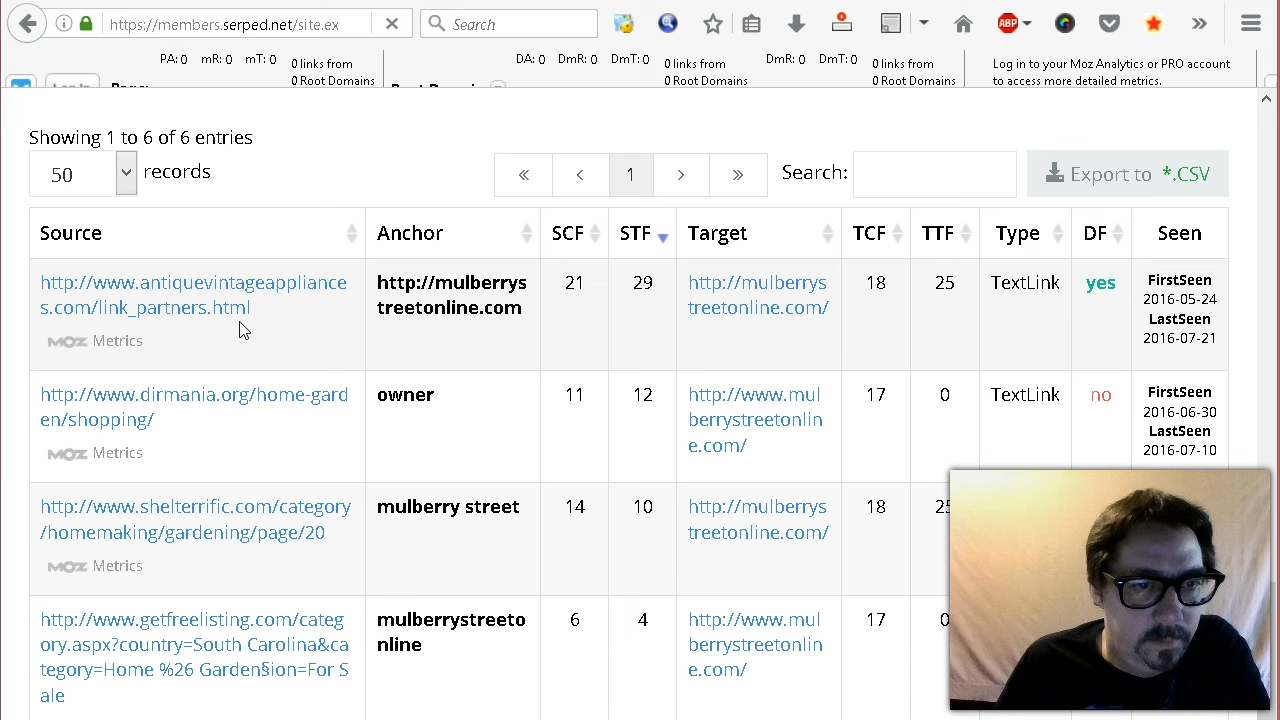 https://members.serped.net/site.ex
Search
ABP
PA: 0 mR: 0 mT: 0
0 links from
0 Root Domains
DA: 0 DmR: 0 DmT: 0
0 links from
0 Root Domains
DmR: 0 DmT: 0
0 links from
0 Root Domains
Log in to your Moz Analytics or PRO account
to access more detailed metrics.
Showing 1 to 6 of 6 entries
50 records
« ‹ 1 › »
Search:
Export to *.CSV
Source Anchor SCF STF Target TCF TTF Type DF Seen
http://www.antiquevintageappliance
s.com/link_partners.html
MOZ Metrics
http://mulberrys
treetonline.com
21 29
http://mulberrys
treetonline.com/
18 25 TextLink yes
FirstSeen
2016-05-24
LastSeen
2016-07-21
http://www.dirmania.org/home-gard
en/shopping/
MOZ Metrics
owner
11 12
http://www.mul
berrystreetonlin
e.com/
17 0 TextLink no
FirstSeen
2016-06-30
LastSeen
2016-07-10
http://www.shelterrific.com/category
/homemaking/gardening/page/20
MOZ Metrics
mulberry street
14 10
http://mulberrys
treetonline.com/
18 25
http://www.getfreelisting.com/categ
ory.aspx?country=South Carolina&ca
tegory=Home %26 Garden§ion=For S
ale
mulberrystreeto
nline
6 4
http://www.mul
berrystreetonlin
e.com/
17 0